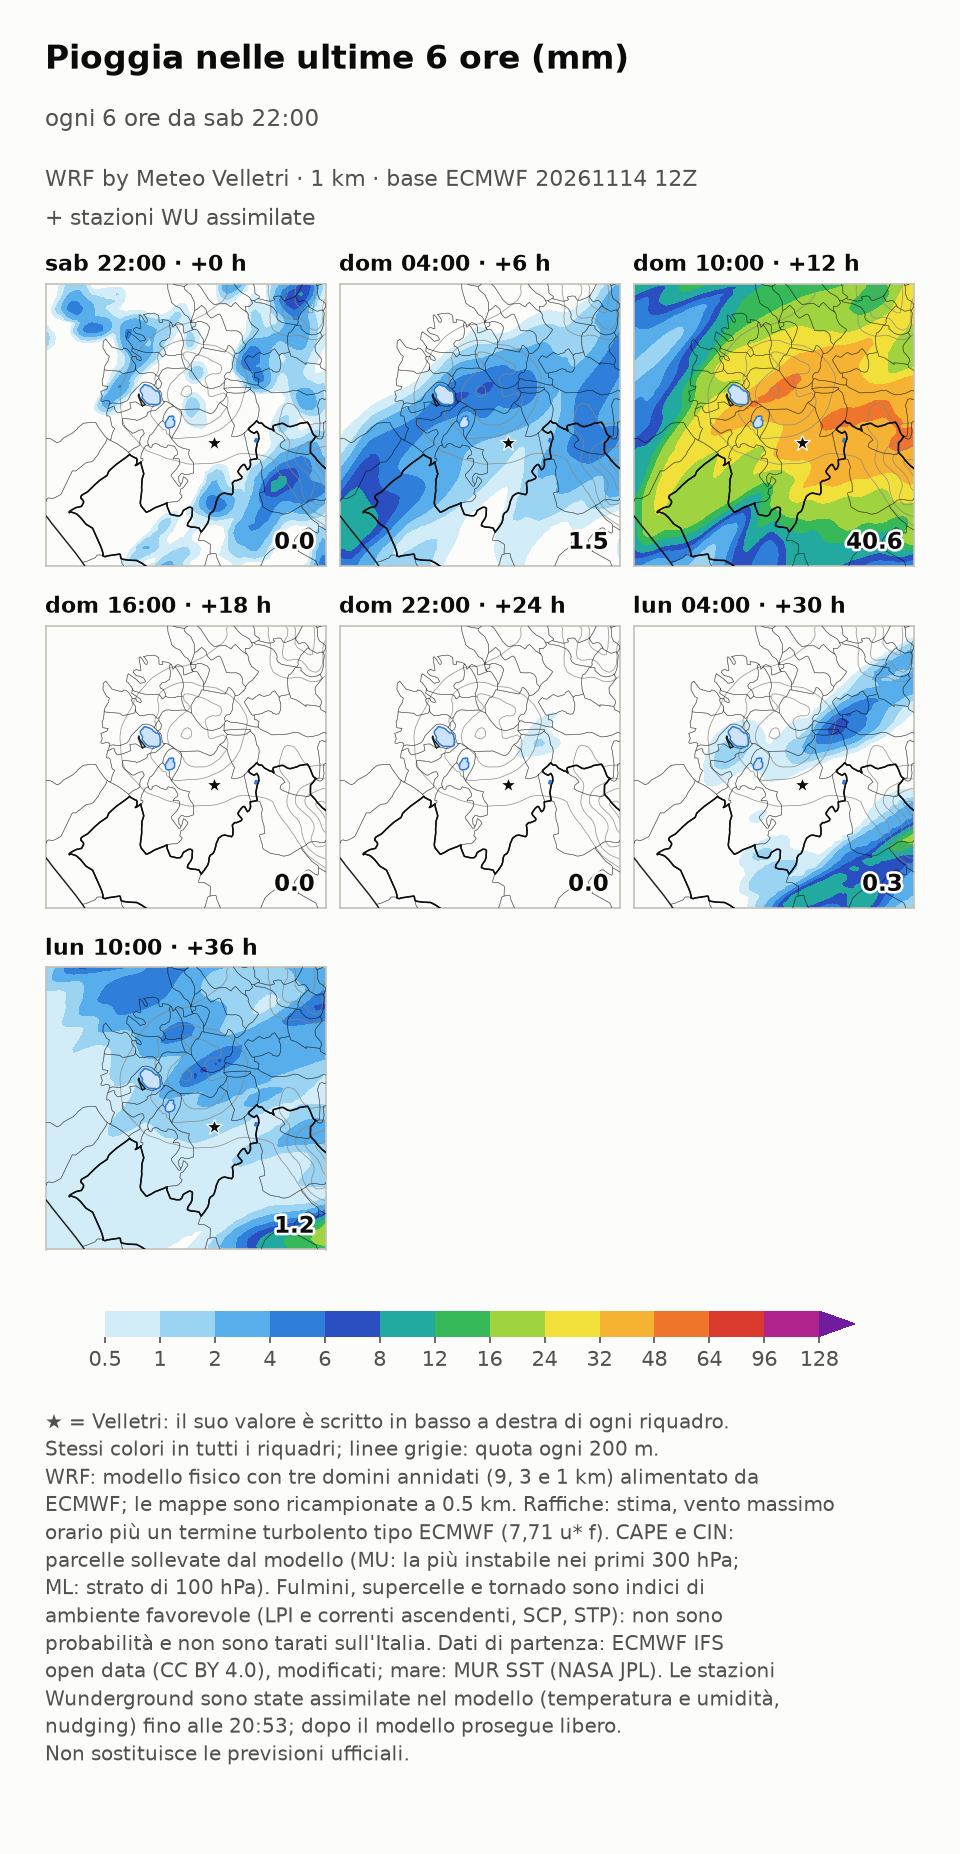 Pioggia nelle ultime 6 ore (mm)
ogni 6 ore da sab 22:00
WRF by Meteo Velletri · 1 km · base ECMWF 20261114 12Z
+ stazioni WU assimilate
sab 22:00 · +0 h
dom 04:00 · +6 h
dom 10:00 · +12 h
0.0
1.5
40.6
dom 16:00 · +18 h
dom 22:00 · +24 h
lun 04:00 · +30 h
0.0
0.0
0.3
lun 10:00 · +36 h
1.2
0.5 1 2 4 6 8 12 16 24 32 48 64 96 128
★ = Velletri: il suo valore è scritto in basso a destra di ogni riquadro.
Stessi colori in tutti i riquadri; linee grigie: quota ogni 200 m.
WRF: modello fisico con tre domini annidati (9, 3 e 1 km) alimentato da
ECMWF; le mappe sono ricampionate a 0.5 km. Raffiche: stima, vento massimo
orario più un termine turbolento tipo ECMWF (7,71 u* f). CAPE e CIN:
parcelle sollevate dal modello (MU: la più instabile nei primi 300 hPa;
ML: strato di 100 hPa). Fulmini, supercelle e tornado sono indici di
ambiente favorevole (LPI e correnti ascendenti, SCP, STP): non sono
probabilità e non sono tarati sull'Italia. Dati di partenza: ECMWF IFS
open data (CC BY 4.0), modificati; mare: MUR SST (NASA JPL). Le stazioni
Wunderground sono state assimilate nel modello (temperatura e umidità,
nudging) fino alle 20:53; dopo il modello prosegue libero.
Non sostituisce le previsioni ufficiali.